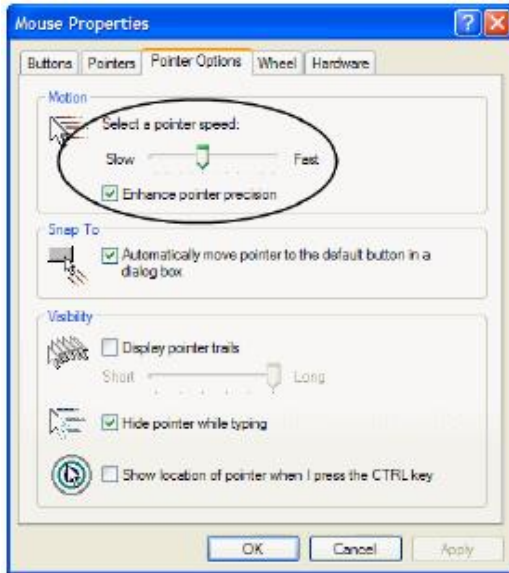 Mouse Properties
Buttons Pointers Pointer Options Wheel Hardware
Motion
Select a pointer speed:
Slow Fast
Enhance pointer precision
Snap To
Automatically move pointer to the default button in a
dialog box
Visibility
Display pointer trails
Short Long
Hide pointer while typing
Show location of pointer when I press the CTRL key
OK Cancel Apply